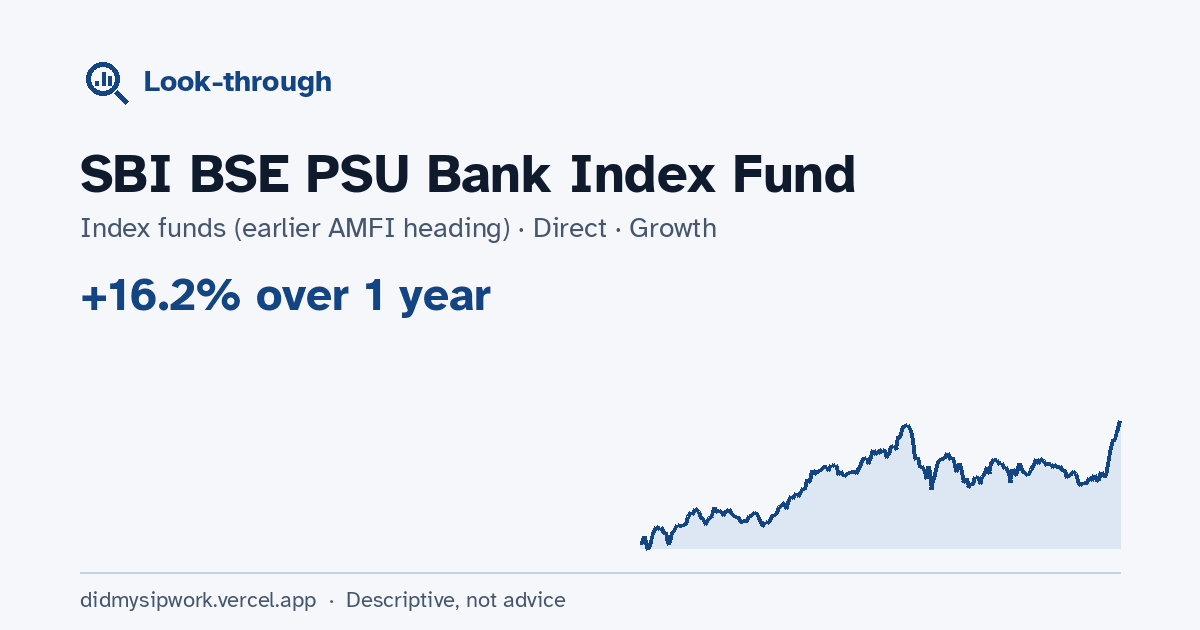 Look-through
SBI BSE PSU Bank Index Fund
Index funds (earlier AMFI heading) · Direct · Growth
+16.2% over 1 year
didmysipwork.vercel.app · Descriptive, not advice